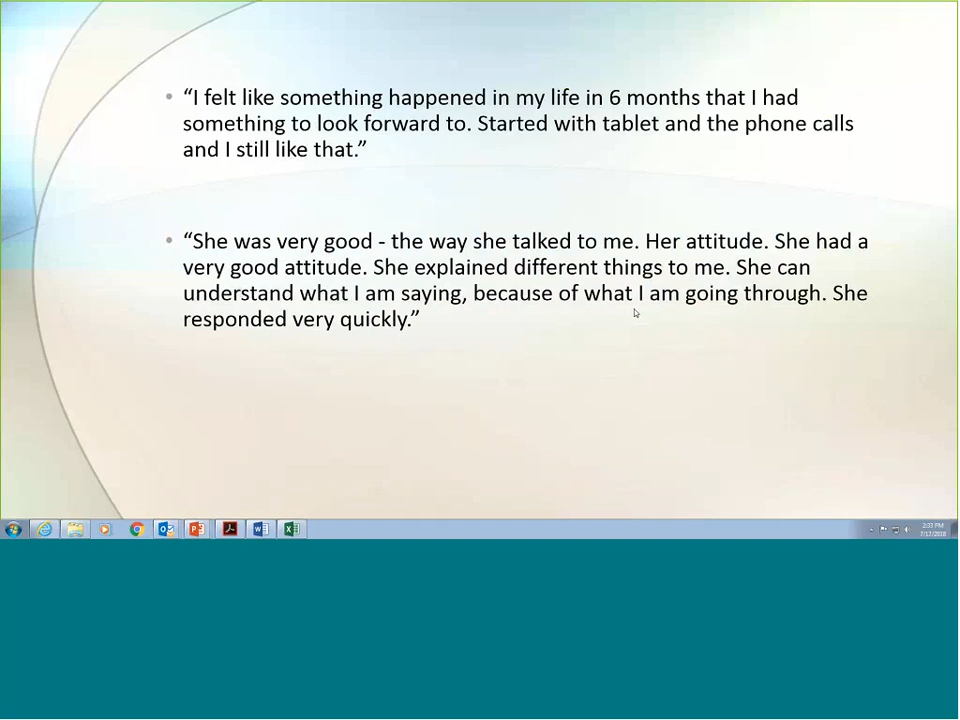 • “I felt like something happened in my life in 6 months that I had
something to look forward to. Started with tablet and the phone calls
and I still like that.”
• “She was very good - the way she talked to me. Her attitude. She had a
very good attitude. She explained different things to me. She can
understand what I am saying, because of what I am going through. She
responded very quickly.”
2:33 PM
7/17/2018